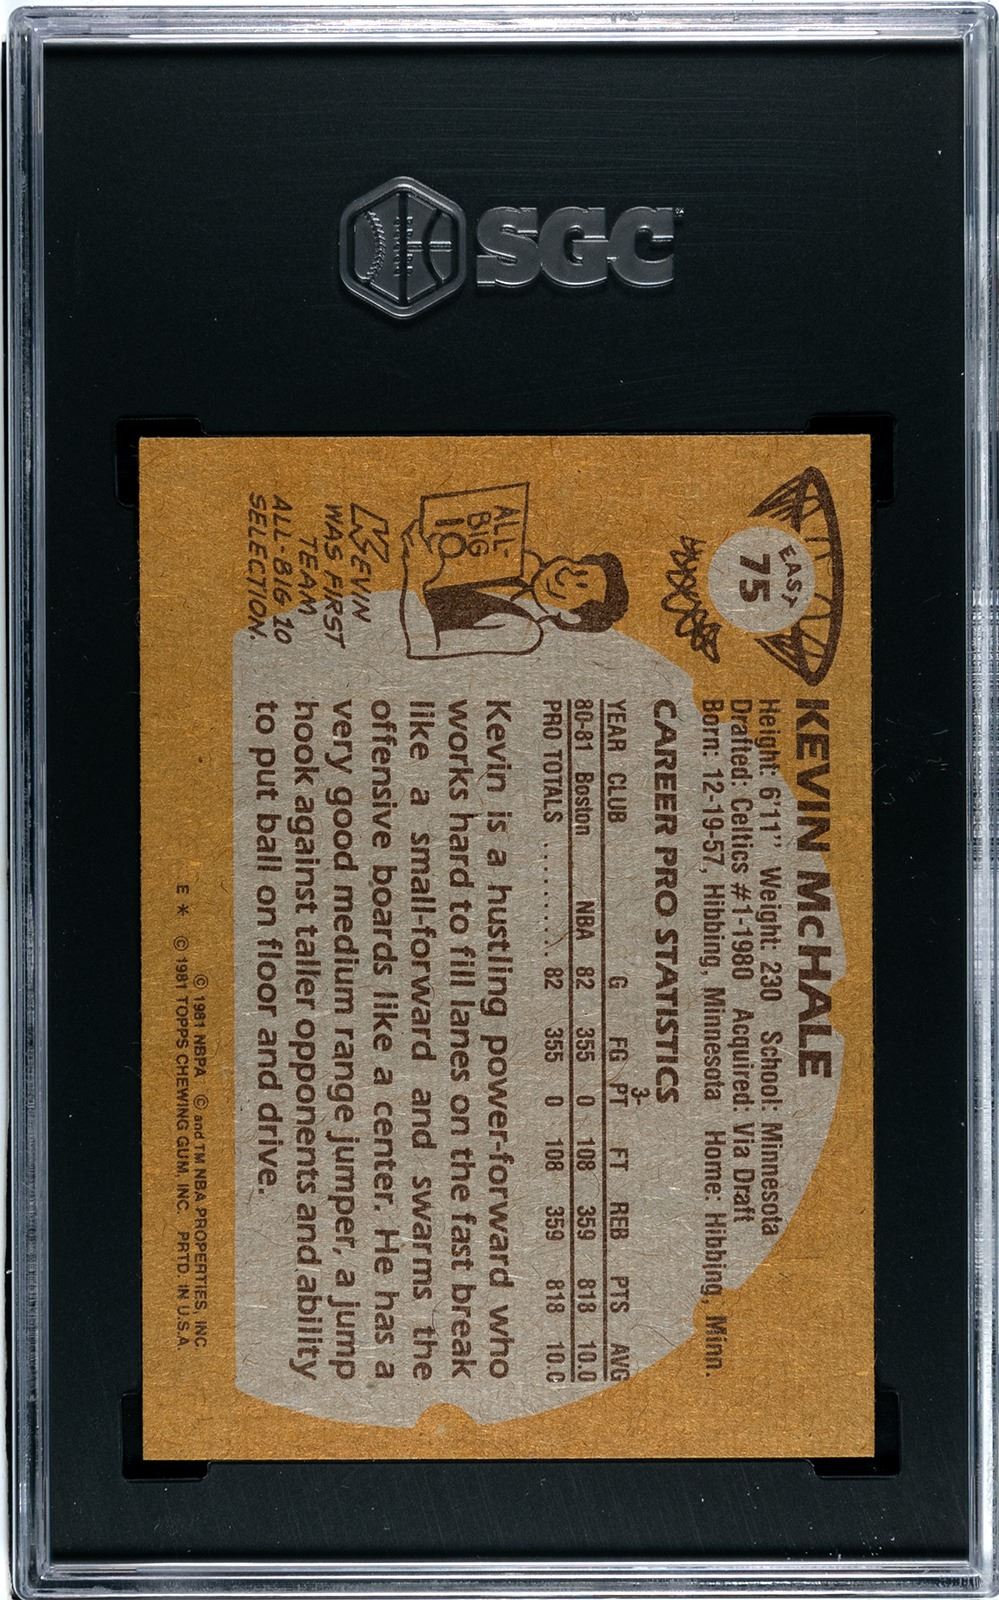 SGC
EAST
75
KEVIN McHALE
Height: 6'11" Weight: 230 School: Minnesota
Drafted: Celtics #1-1980 Acquired: Via Draft
Born: 12-19-57, Hibbing, Minnesota Home: Hibbing, Minn.
CAREER PRO STATISTICS
YEAR CLUB G FG 3-PT FT REB PTS AVG
80-81 Boston NBA 82 355 0 108 359 818 10.0
PRO TOTALS .......... 82 355 0 108 359 818 10.0
ALL-
BIG
10
KEVIN
WAS FIRST
TEAM
ALL-BIG 10
SELECTION.
Kevin is a hustling power-forward who
works hard to fill lanes on the fast break
like a small-forward and swarms the
offensive boards like a center. He has a
very good medium range jumper, a jump
hook against taller opponents and ability
to put ball on floor and drive.
© 1981 NBPA © and TM NBA PROPERTIES, INC.
E * © 1981 TOPPS CHEWING GUM, INC. PRTD. IN U.S.A.